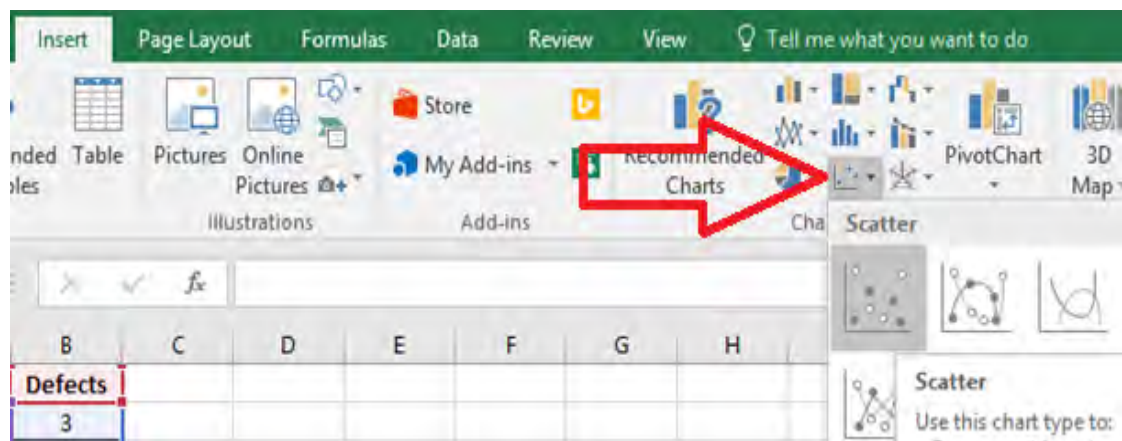 Insert Page Layout Formulas Data Review View Tell me what you want to do
Store
nded Table Pictures Online My Add-ins Recommended PivotChart 3D
les Pictures Charts Map
Illustrations Add-ins Cha Scatter
fx
B C D E F G H
Defects
Scatter
3 Use this chart type to: